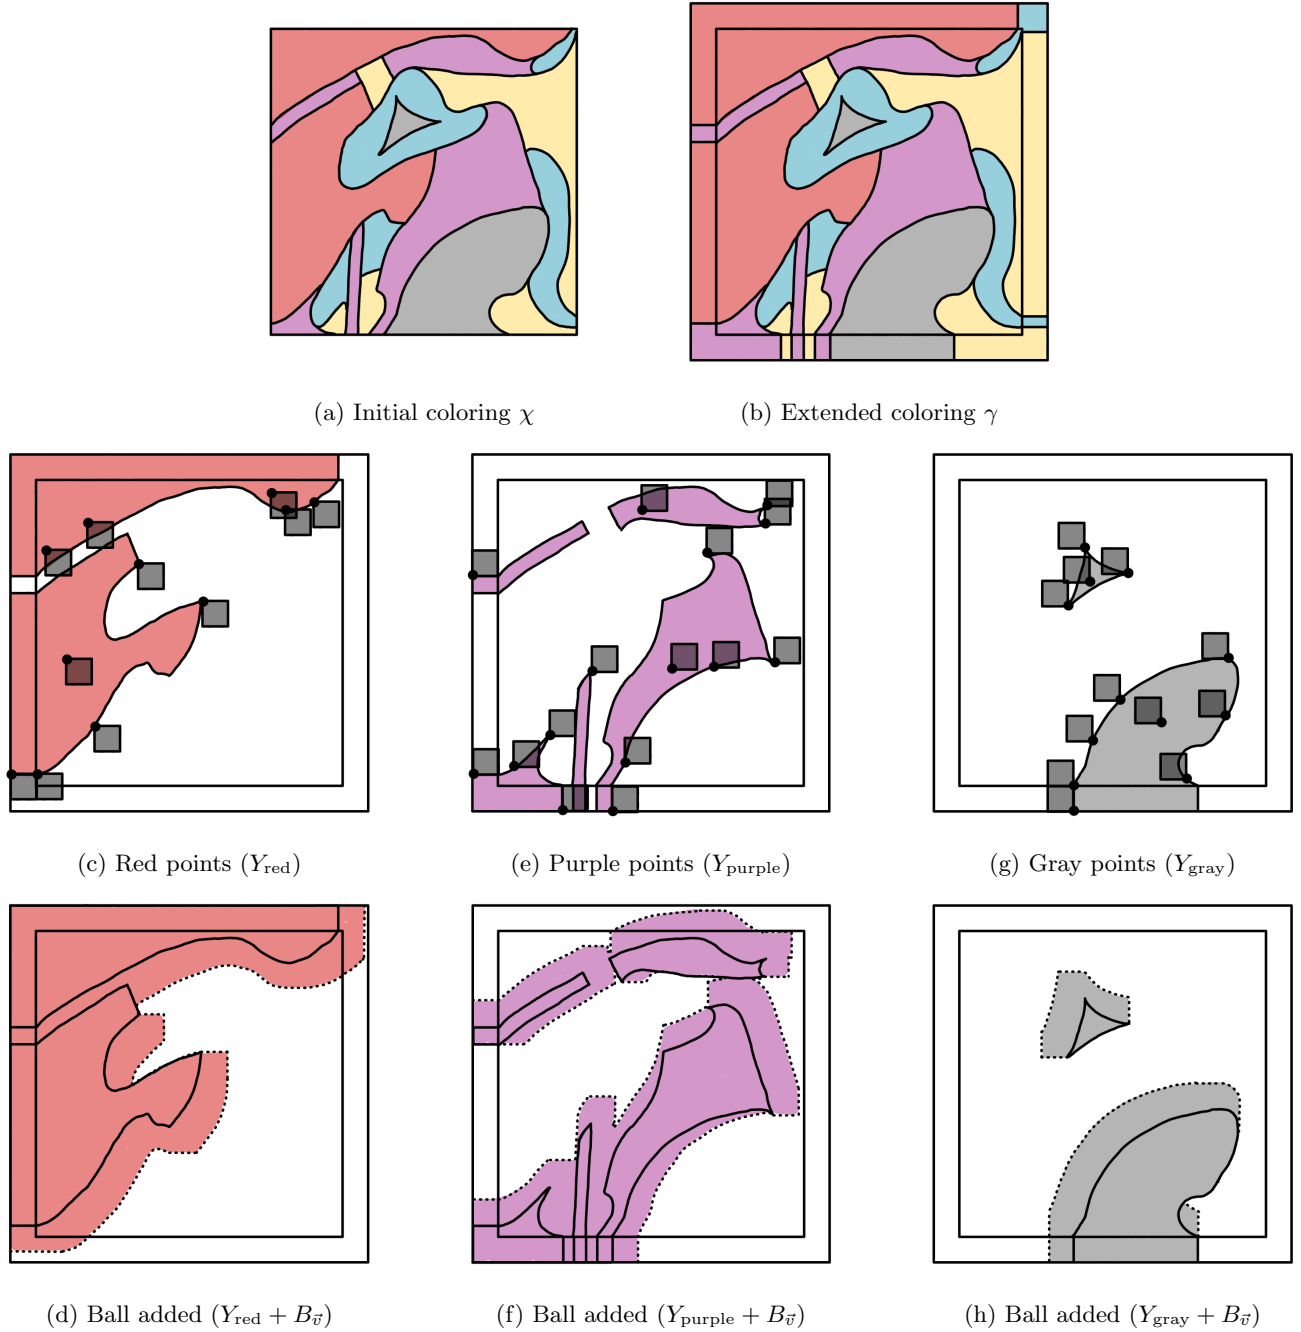 (a) Initial coloring χ
(b) Extended coloring γ
(c) Red points (Y_red)
(e) Purple points (Y_purple)
(g) Gray points (Y_gray)
(d) Ball added (Y_red + B_v⃗)
(f) Ball added (Y_purple + B_v⃗)
(h) Ball added (Y_gray + B_v⃗)